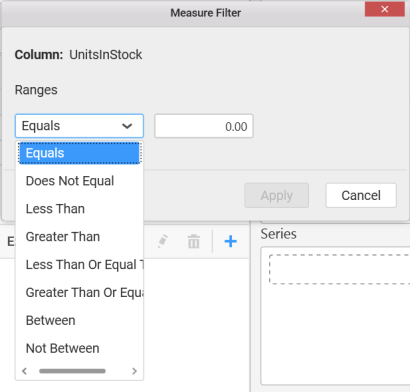 Measure Filter
Column: UnitsInStock
Ranges
Equals 0.00
Equals
Does Not Equal
Less Than
Greater Than
Less Than Or Equal
Greater Than Or
Between
Not Between
Apply Cancel
Series